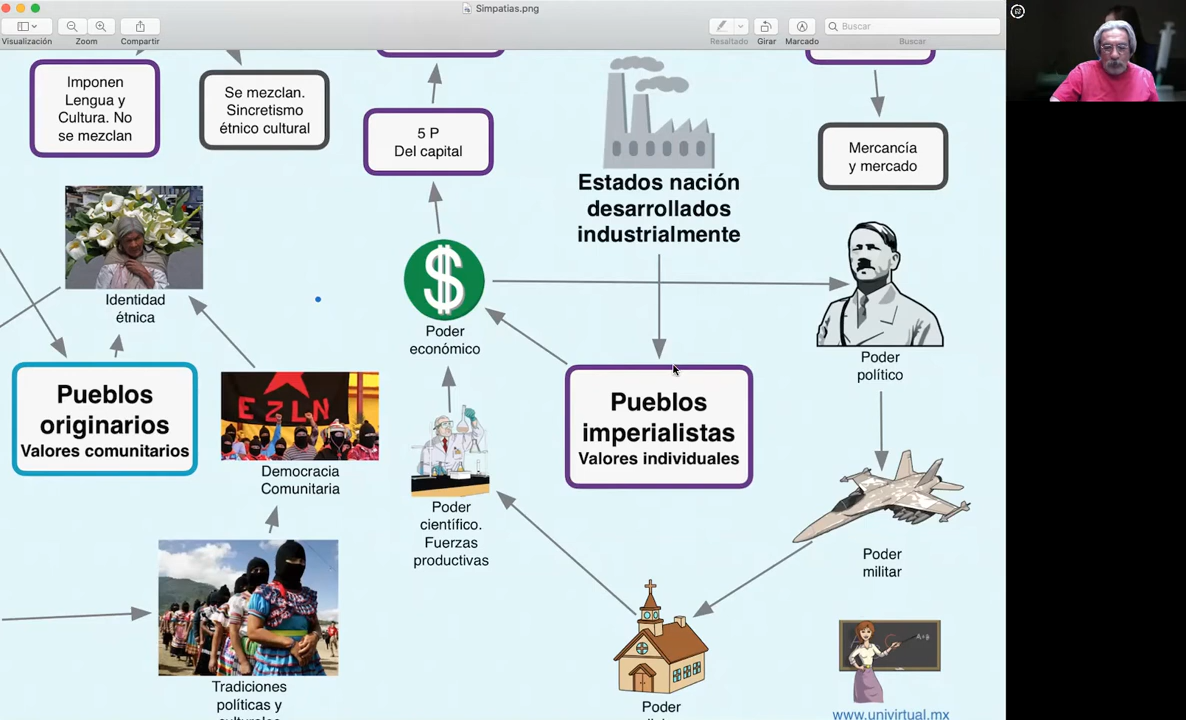 Simpatias.png
Visualización
Zoom
Compartir
Resaltado
Girar
Marcado
Buscar
Buscar
Imponen
Lengua y
Cultura. No
se mezclan
Se mezclan.
Sincretismo
étnico cultural
5 P
Del capital
Estados nación
desarrollados
industrialmente
Mercancía
y mercado
Identidad
étnica
Poder
económico
Poder
político
Pueblos
originarios
Valores comunitarios
EZLN
Democracia
Comunitaria
Pueblos
imperialistas
Valores individuales
Poder
científico.
Fuerzas
productivas
Poder
militar
Tradiciones
políticas y
Poder
A+B
www.univirtual.mx